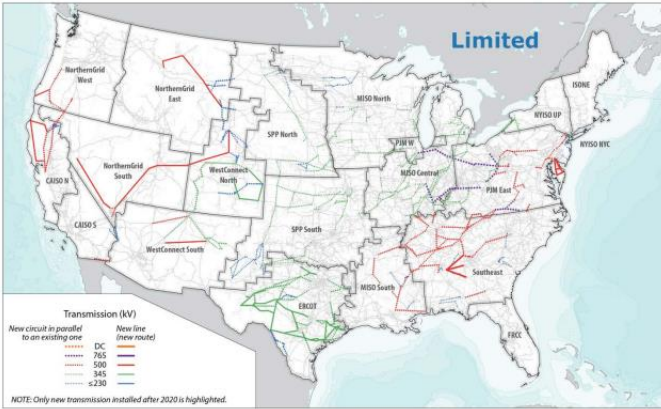 Limited
NorthernGrid
West
NorthernGrid
East
MISO North
ISONE
NYISO UP
NYISO NYC
SPP North
PJM W
MISO Central
PJM East
NorthernGrid
South
WestConnect
North
CAISO N
CAISO S
WestConnect South
SPP South
Southeast
MISO South
ERCOT
FRCC
Transmission (kV)
New circuit in parallel
to an existing one
New line
(new route)
DC
765
500
345
≤230
NOTE: Only new transmission installed after 2020 is highlighted.